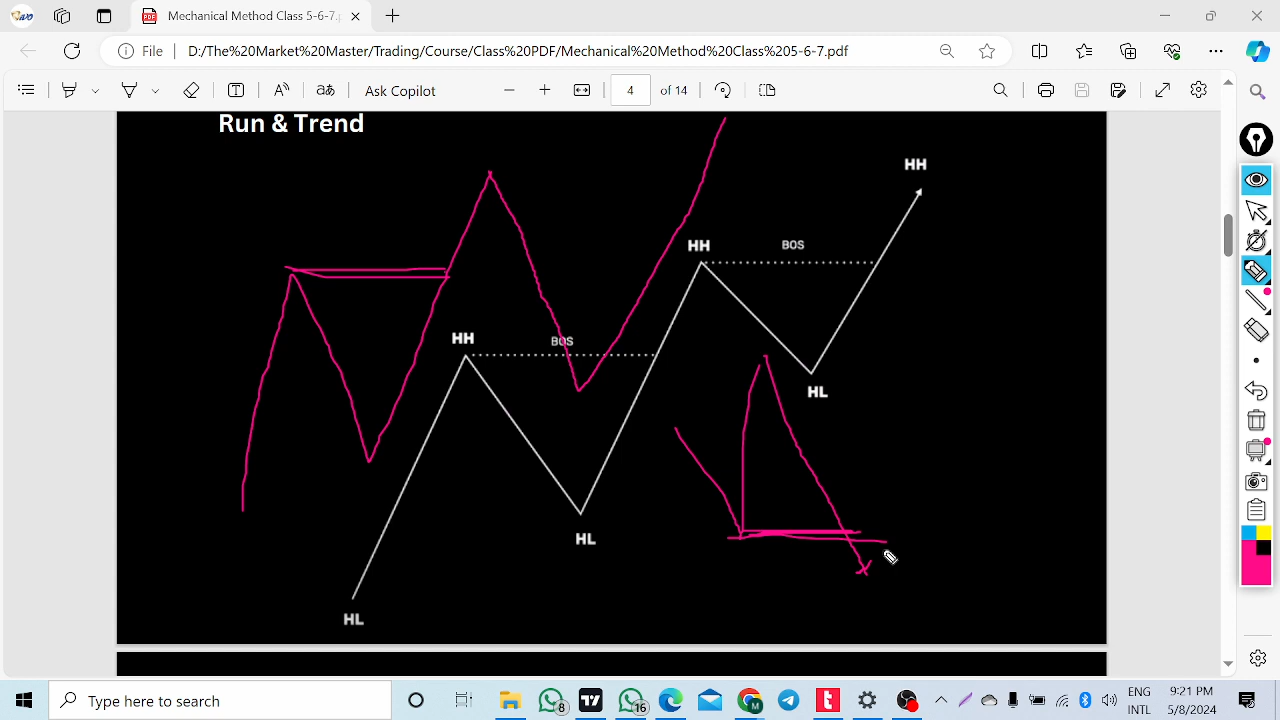 Mechanical Method Class 5-6-7.p
File
D:/The%20Market%20Master/Trading/Course/Class%20PDF/Mechanical%20Method%20Class%205-6-7.pdf
Ask Copilot
4
of 14
Run & Trend
HH
HH
BOS
HH
BOS
HL
HL
HL
Type here to search
8
16
ENG
INTL
9:21 PM
5/8/2024